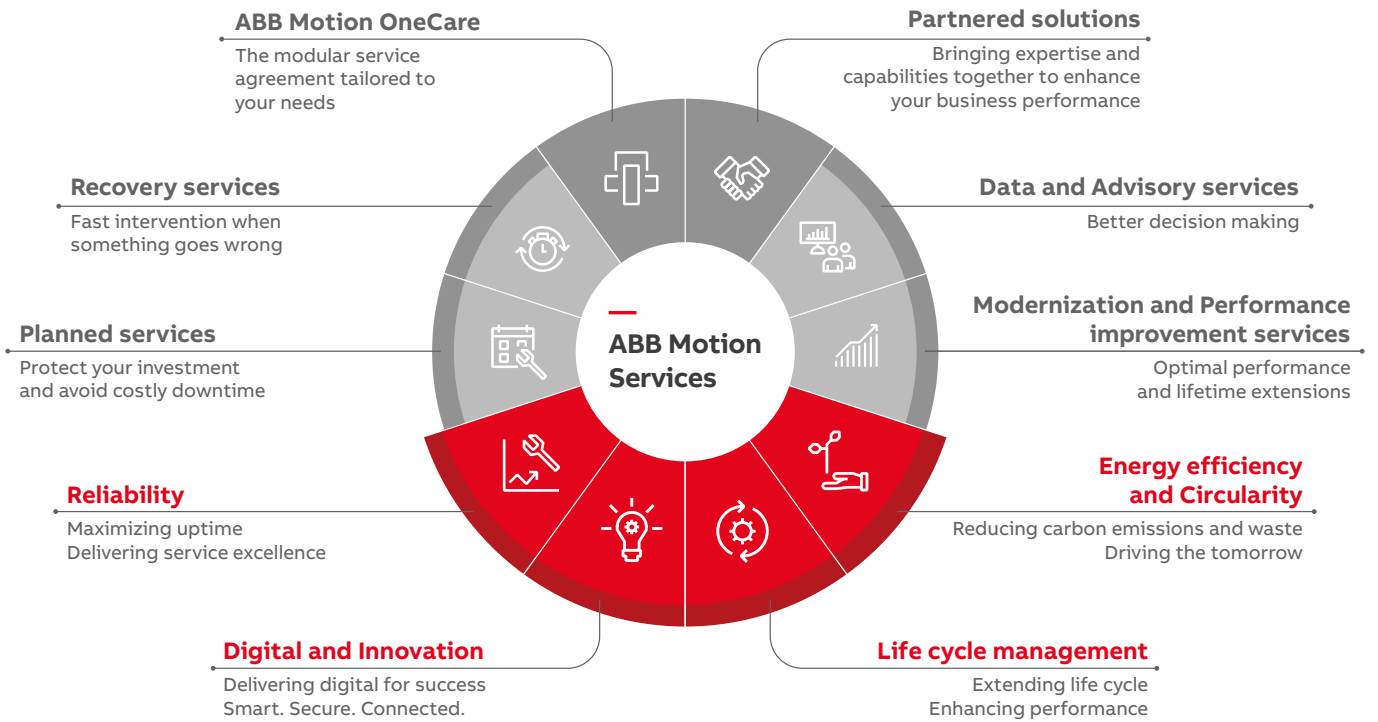 ABB Motion OneCare
The modular service
agreement tailored to
your needs
Partnered solutions
Bringing expertise and
capabilities together to enhance
your business performance
Recovery services
Fast intervention when
something goes wrong
Data and Advisory services
Better decision making
Planned services
Protect your investment
and avoid costly downtime
ABB Motion
Services
Modernization and Performance
improvement services
Optimal performance
and lifetime extensions
Reliability
Maximizing uptime
Delivering service excellence
Energy efficiency
and Circularity
Reducing carbon emissions and waste
Driving the tomorrow
Digital and Innovation
Delivering digital for success
Smart. Secure. Connected.
Life cycle management
Extending life cycle
Enhancing performance